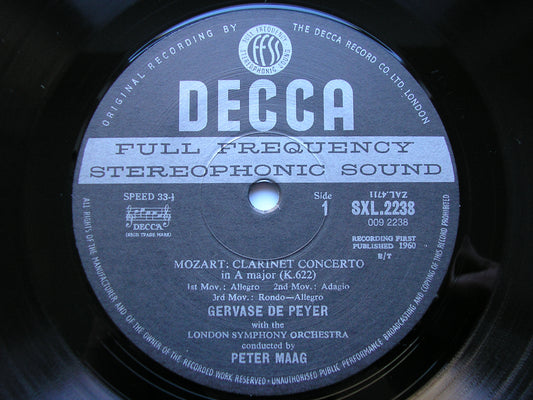 ORIGINAL RECORDING BY THE DECCA RECORD CO. LTD. LONDON
FULL FREQUENCY
ffss
STEREOPHONIC SOUND
DECCA
FULL FREQUENCY
STEREOPHONIC SOUND
SPEED 33⅓
DECCA
(REGD TRADE MARK)
Side
1
ZAL.4711
SXL.2238
009 2238
RECORDING FIRST
PUBLISHED 1960
B/T
MOZART: CLARINET CONCERTO
in A major (K.622)
1st Mov.: Allegro 2nd Mov.: Adagio
3rd Mov.: Rondo—Allegro
GERVASE DE PEYER
with the
LONDON SYMPHONY ORCHESTRA
conducted by
PETER MAAG
ALL RIGHTS OF THE MANUFACTURER AND OF THE OWNER OF THE RECORDED WORK RESERVED • UNAUTHORISED PUBLIC PERFORMANCE BROADCASTING AND COPYING OF THIS RECORD PROHIBITED